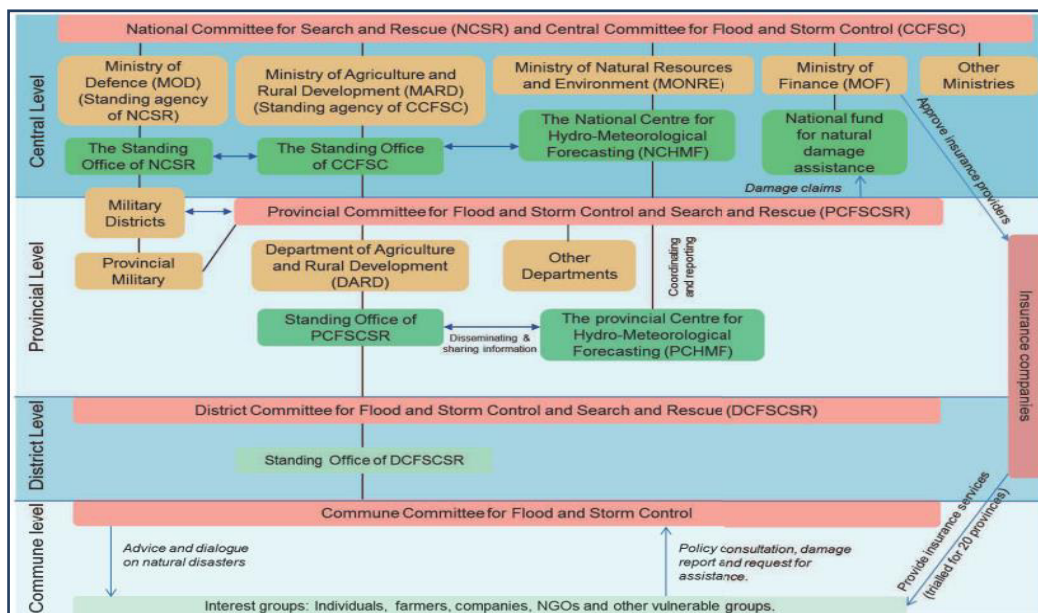 National Committee for Search and Rescue (NCSR) and Central Committee for Flood and Storm Control (CCFSC)
Central Level
Ministry of
Defence (MOD)
(Standing agency
of NCSR)
Ministry of Agriculture and
Rural Development (MARD)
(Standing agency of CCFSC)
Ministry of Natural Resources
and Environment (MONRE)
Ministry of
Finance (MOF)
Other
Ministries
The Standing
Office of NCSR
The Standing Office
of CCFSC
The National Centre for
Hydro-Meteorological
Forecasting (NCHMF)
National fund
for natural
damage
assistance
Approve insurance providers
Damage claims
Provincial Level
Military
Districts
Provincial Committee for Flood and Storm Control and Search and Rescue (PCFSCSR)
Provincial
Military
Department of Agriculture
and Rural Development
(DARD)
Other
Departments
Coordinating
and reporting
Standing Office of
PCFSCSR
Disseminating &
sharing information
The provincial Centre for
Hydro-Meteorological
Forecasting (PCHMF)
Insurance companies
District Level
District Committee for Flood and Storm Control and Search and Rescue (DCFSCSR)
Standing Office of DCFSCSR
Commune level
Commune Committee for Flood and Storm Control
Advice and dialogue
on natural disasters
Policy consultation, damage
report and request for
assistance.
Provide insurance services
(trialled for 20 provinces)
Interest groups: Individuals, farmers, companies, NGOs and other vulnerable groups.